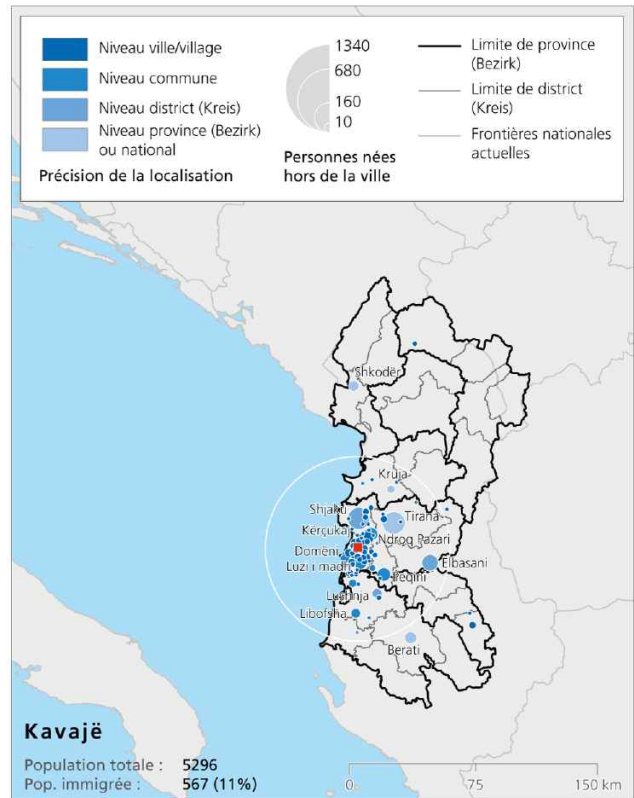 Niveau ville/village
Niveau commune
Niveau district (Kreis)
Niveau province (Bezirk)
ou national
Précision de la localisation
1340
680
160
10
Personnes nées
hors de la ville
Limite de province
(Bezirk)
Limite de district
(Kreis)
Frontières nationales
actuelles
Shkodër
Kruja
Shjaku
Tirana
Kërçukaj
Ndroq Pazari
Domëni
Luzi i madh
Elbasani
Peqini
Lushnja
Libofsha
Berati
Kavajë
Population totale : 5296
Pop. immigrée : 567 (11%)
0 75 150 km